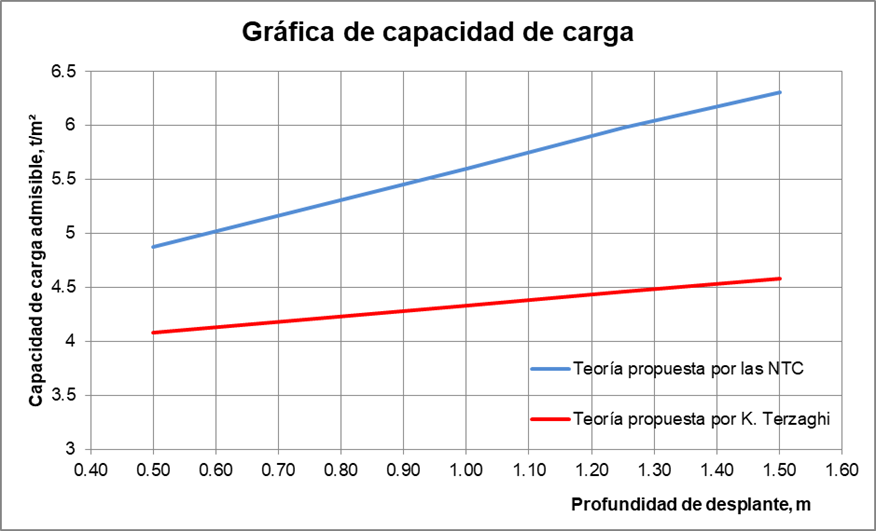 Gráfica de capacidad de carga
Capacidad de carga admisible, t/m²
6.5
6
5.5
5
4.5
4
3.5
3
Teoría propuesta por las NTC
Teoría propuesta por K. Terzaghi
0.40 0.50 0.60 0.70 0.80 0.90 1.00 1.10 1.20 1.30 1.40 1.50 1.60
Profundidad de desplante, m